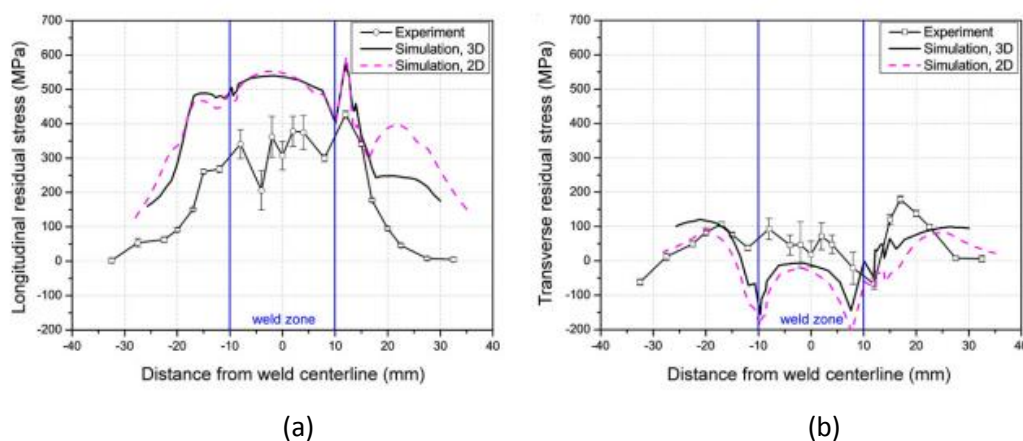 Longitudinal residual stress (MPa)
700
600
500
400
300
200
100
0
-100
-200
Experiment
Simulation, 3D
Simulation, 2D
weld zone
-40 -30 -20 -10 0 10 20 30 40
Distance from weld centerline (mm)
(a)
Transverse residual stress (MPa)
700
600
500
400
300
200
100
0
-100
-200
Experiment
Simulation, 3D
Simulation, 2D
weld zone
-40 -30 -20 -10 0 10 20 30 40
Distance from weld centerline (mm)
(b)